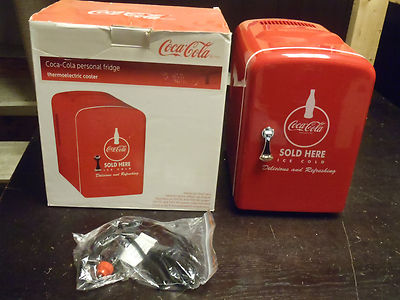 Coca-Cola
Coca-Cola personal fridge
thermoelectric cooler
Coca-Cola
SOLD HERE
ICE COLD
Delicious and Refreshing
Coca-Cola
SOLD HERE
ICE COLD
Delicious and Refreshing